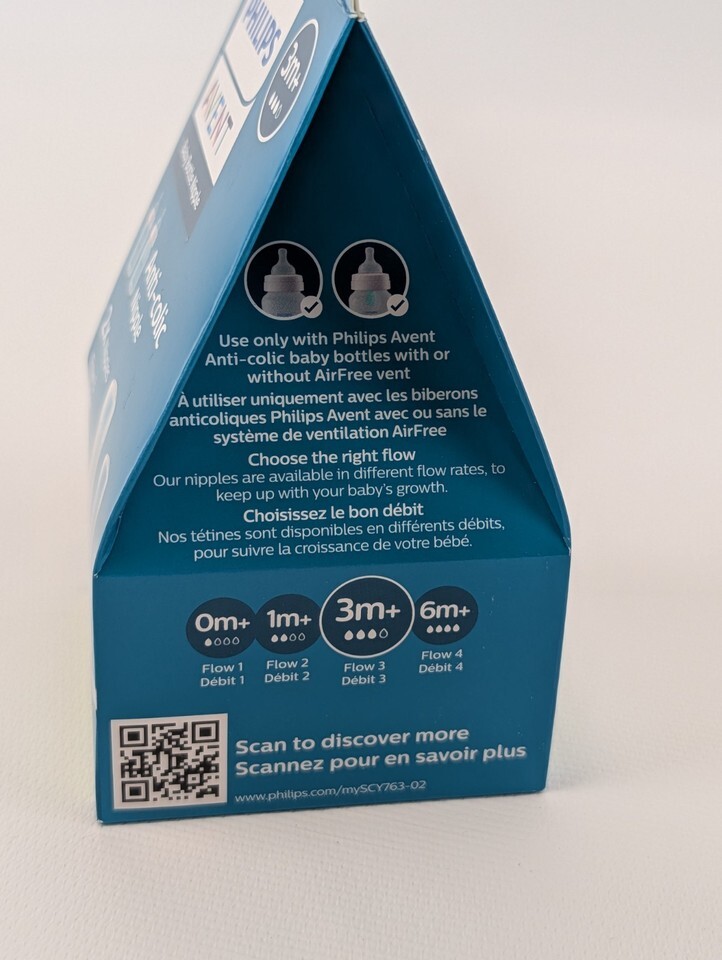 PHILIPS
AVENT
3m+
Anti-colic
Use only with Philips Avent
Anti-colic baby bottles with or
without AirFree vent
À utiliser uniquement avec les biberons
anticoliques Philips Avent avec ou sans le
système de ventilation AirFree
Choose the right flow
Our nipples are available in different flow rates, to
keep up with your baby's growth.
Choisissez le bon débit
Nos tétines sont disponibles en différents débits,
pour suivre la croissance de votre bébé.
0m+ 1m+ 3m+ 6m+
Flow 1 Flow 2 Flow 3 Flow 4
Débit 1 Débit 2 Débit 3 Débit 4
Scan to discover more
Scannez pour en savoir plus
www.philips.com/mySCY763-02